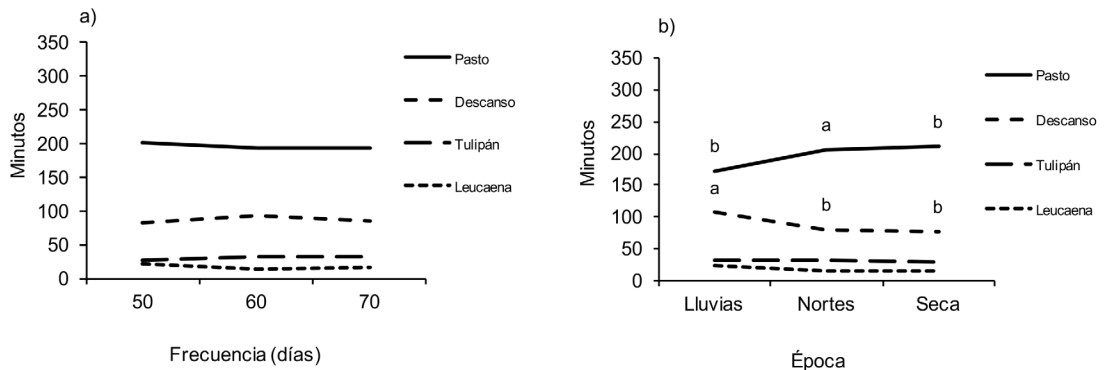 a)
350
300
250
200
150
100
50
0
Minutos
50 60 70
Frecuencia (días)
Pasto
Descanso
Tulipán
Leucaena
b)
350
300
250
200
150
100
50
0
Minutos
b a b
a b b
Lluvias Nortes Seca
Época
Pasto
Descanso
Tulipán
Leucaena